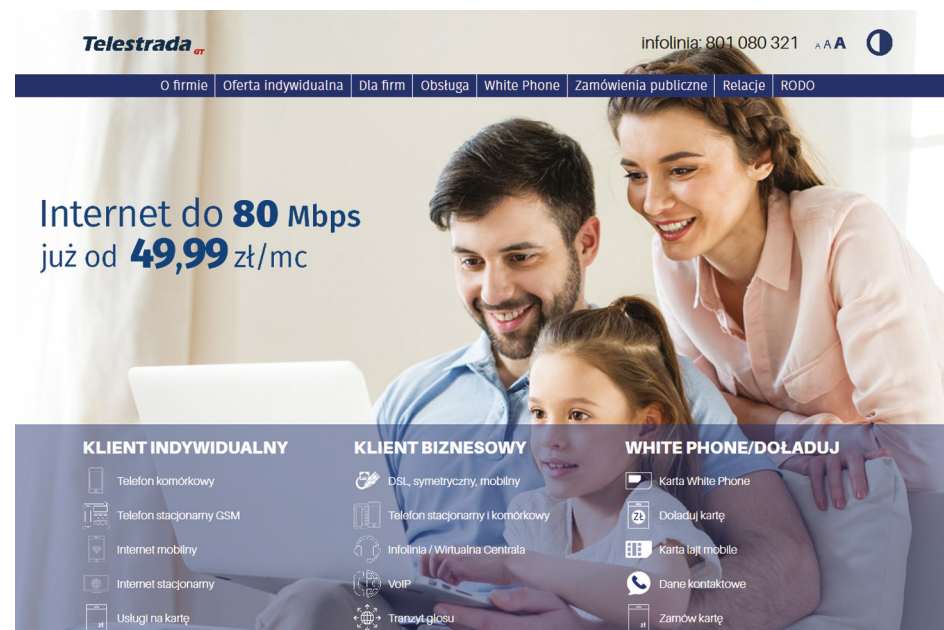 Telestrada GT
infolinia: 801 080 321 A A A
O firmie Oferta indywidualna Dla firm Obsługa White Phone Zamówienia publiczne Relacje RODO
Internet do 80 Mbps
już od 49,99 zł/mc
KLIENT INDYWIDUALNY
Telefon komórkowy
Telefon stacjonarny GSM
Internet mobilny
Internet stacjonarny
zł Usługi na kartę
KLIENT BIZNESOWY
DSL, symetryczny, mobilny
Telefon stacjonarny i komórkowy
Infolinia / Wirtualna Centrala
VoIP
Tranzyt głosu
WHITE PHONE/DOŁADUJ
Karta White Phone
ZŁ Doładuj kartę
Karta lajt mobile
Dane kontaktowe
zł Zamów kartę